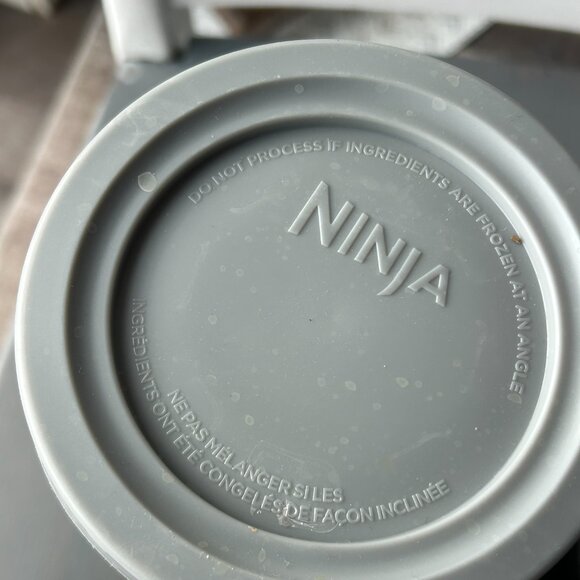 DO NOT PROCESS IF INGREDIENTS ARE FROZEN AT AN ANGLE
NINJA
NE PAS MÉLANGER SI LES
INGRÉDIENTS ONT ÉTÉ CONGELÉS DE FAÇON INCLINÉE